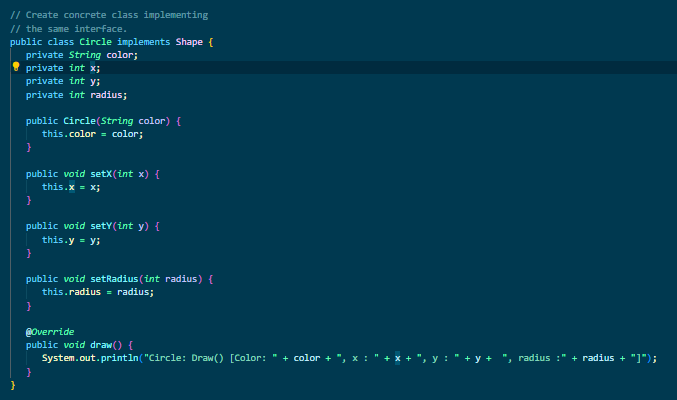 // Create concrete class implementing
// the same interface.
public class Circle implements Shape {
    private String color;
    private int x;
    private int y;
    private int radius;

    public Circle(String color) {
        this.color = color;
    }

    public void setX(int x) {
        this.x = x;
    }

    public void setY(int y) {
        this.y = y;
    }

    public void setRadius(int radius) {
        this.radius = radius;
    }

    @Override
    public void draw() {
        System.out.println("Circle: Draw() [Color: " + color + ", x : " + x + ", y : " + y +  ", radius :" + radius + "]");
    }
}